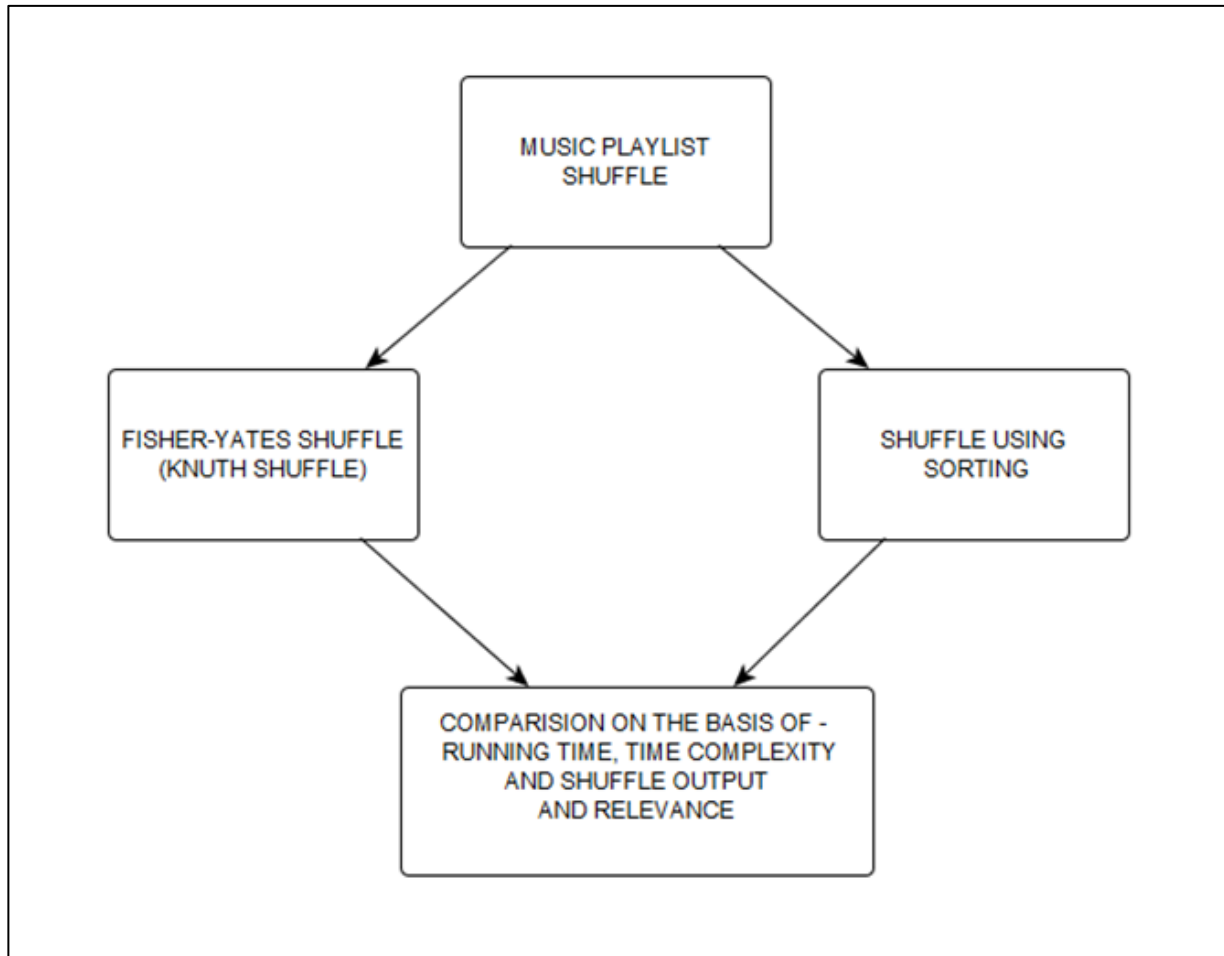 MUSIC PLAYLIST
SHUFFLE
FISHER-YATES SHUFFLE
(KNUTH SHUFFLE)
SHUFFLE USING
SORTING
COMPARISION ON THE BASIS OF -
RUNNING TIME, TIME COMPLEXITY
AND SHUFFLE OUTPUT
AND RELEVANCE